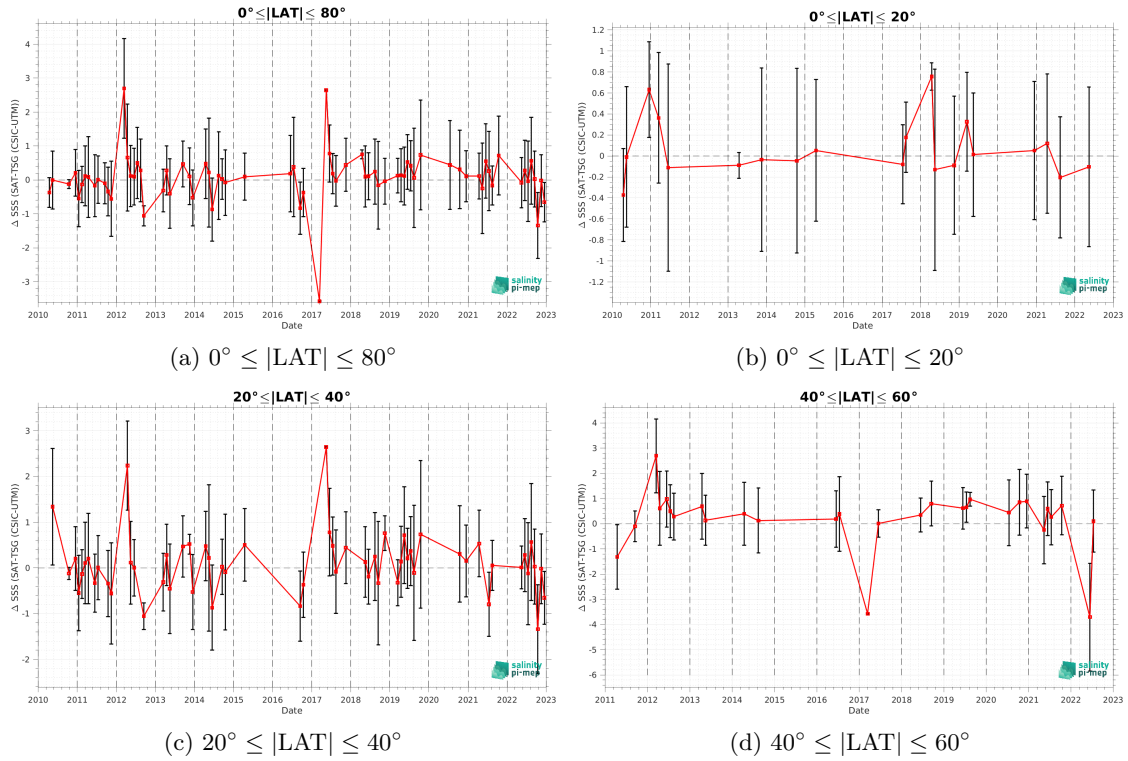 0°≤|LAT|≤ 80°
Δ SSS (SAT-TSG (CSIC-UTM))
4
3
2
1
0
-1
-2
-3
2010 2011 2012 2013 2014 2015 2016 2017 2018 2019 2020 2021 2022 2023
Date
salinity
pi-mep
(a) 0° ≤ |LAT| ≤ 80°
0°≤|LAT|≤ 20°
Δ SSS (SAT-TSG (CSIC-UTM))
1.2
1
0.8
0.6
0.4
0.2
0
-0.2
-0.4
-0.6
-0.8
-1
-1.2
2010 2011 2012 2013 2014 2015 2016 2017 2018 2019 2020 2021 2022 2023
Date
salinity
pi-mep
(b) 0° ≤ |LAT| ≤ 20°
20°≤|LAT|≤ 40°
Δ SSS (SAT-TSG (CSIC-UTM))
3
2
1
0
-1
-2
2010 2011 2012 2013 2014 2015 2016 2017 2018 2019 2020 2021 2022 2023
Date
salinity
pi-mep
(c) 20° ≤ |LAT| ≤ 40°
40°≤|LAT|≤ 60°
Δ SSS (SAT-TSG (CSIC-UTM))
4
3
2
1
0
-1
-2
-3
-4
-5
-6
2011 2012 2013 2014 2015 2016 2017 2018 2019 2020 2021 2022 2023
Date
salinity
pi-mep
(d) 40° ≤ |LAT| ≤ 60°